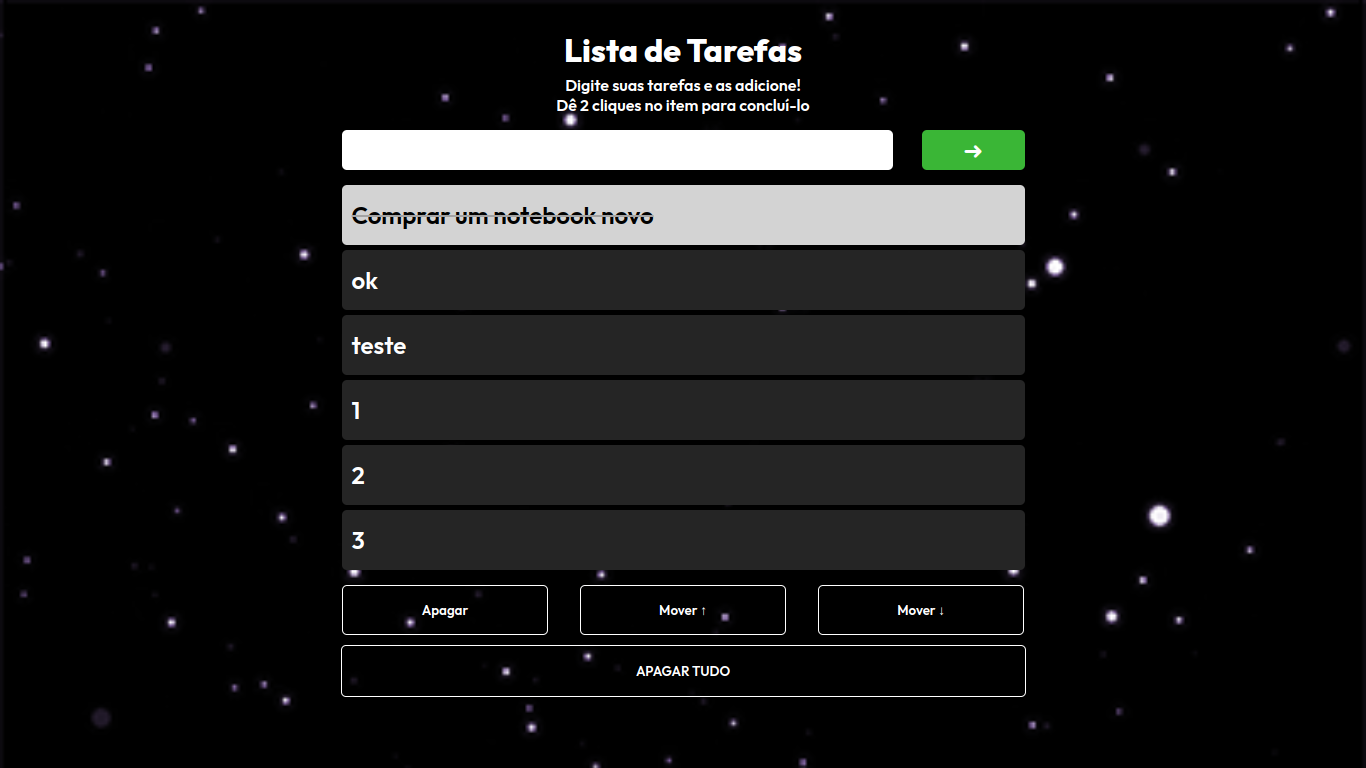 Lista de Tarefas
Digite suas tarefas e as adicione!
Dê 2 cliques no item para concluí-lo
➔
Comprar um notebook novo
ok
teste
1
2
3
Apagar
Mover ↑
Mover ↓
APAGAR TUDO